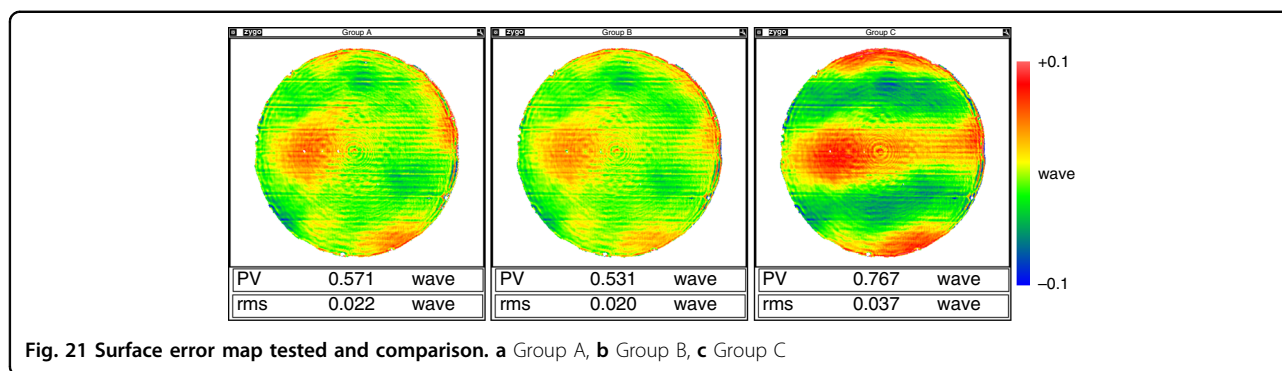 zygo Group A
zygo Group B
zygo Group C
+0.1
wave
−0.1
PV 0.571 wave
rms 0.022 wave
PV 0.531 wave
rms 0.020 wave
PV 0.767 wave
rms 0.037 wave
Fig. 21 Surface error map tested and comparison. a Group A, b Group B, c Group C